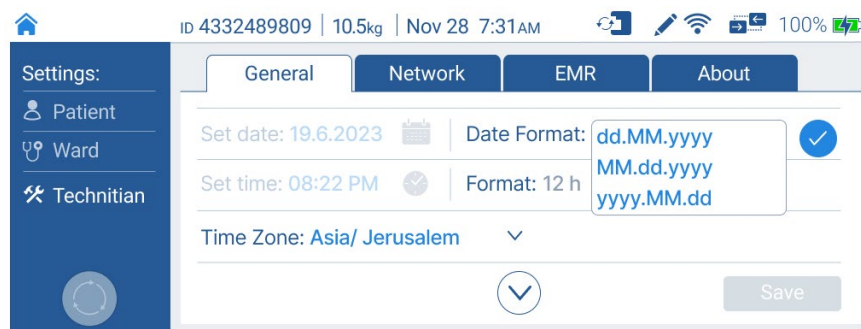 ID 4332489809 | 10.5kg | Nov 28 7:31AM 100%
Settings:
Patient
Ward
Technitian
General Network EMR About
Set date: 19.6.2023 Date Format: dd.MM.yyyy
MM.dd.yyyy
Set time: 08:22 PM Format: 12 h
yyyy.MM.dd
Time Zone: Asia/ Jerusalem
Save